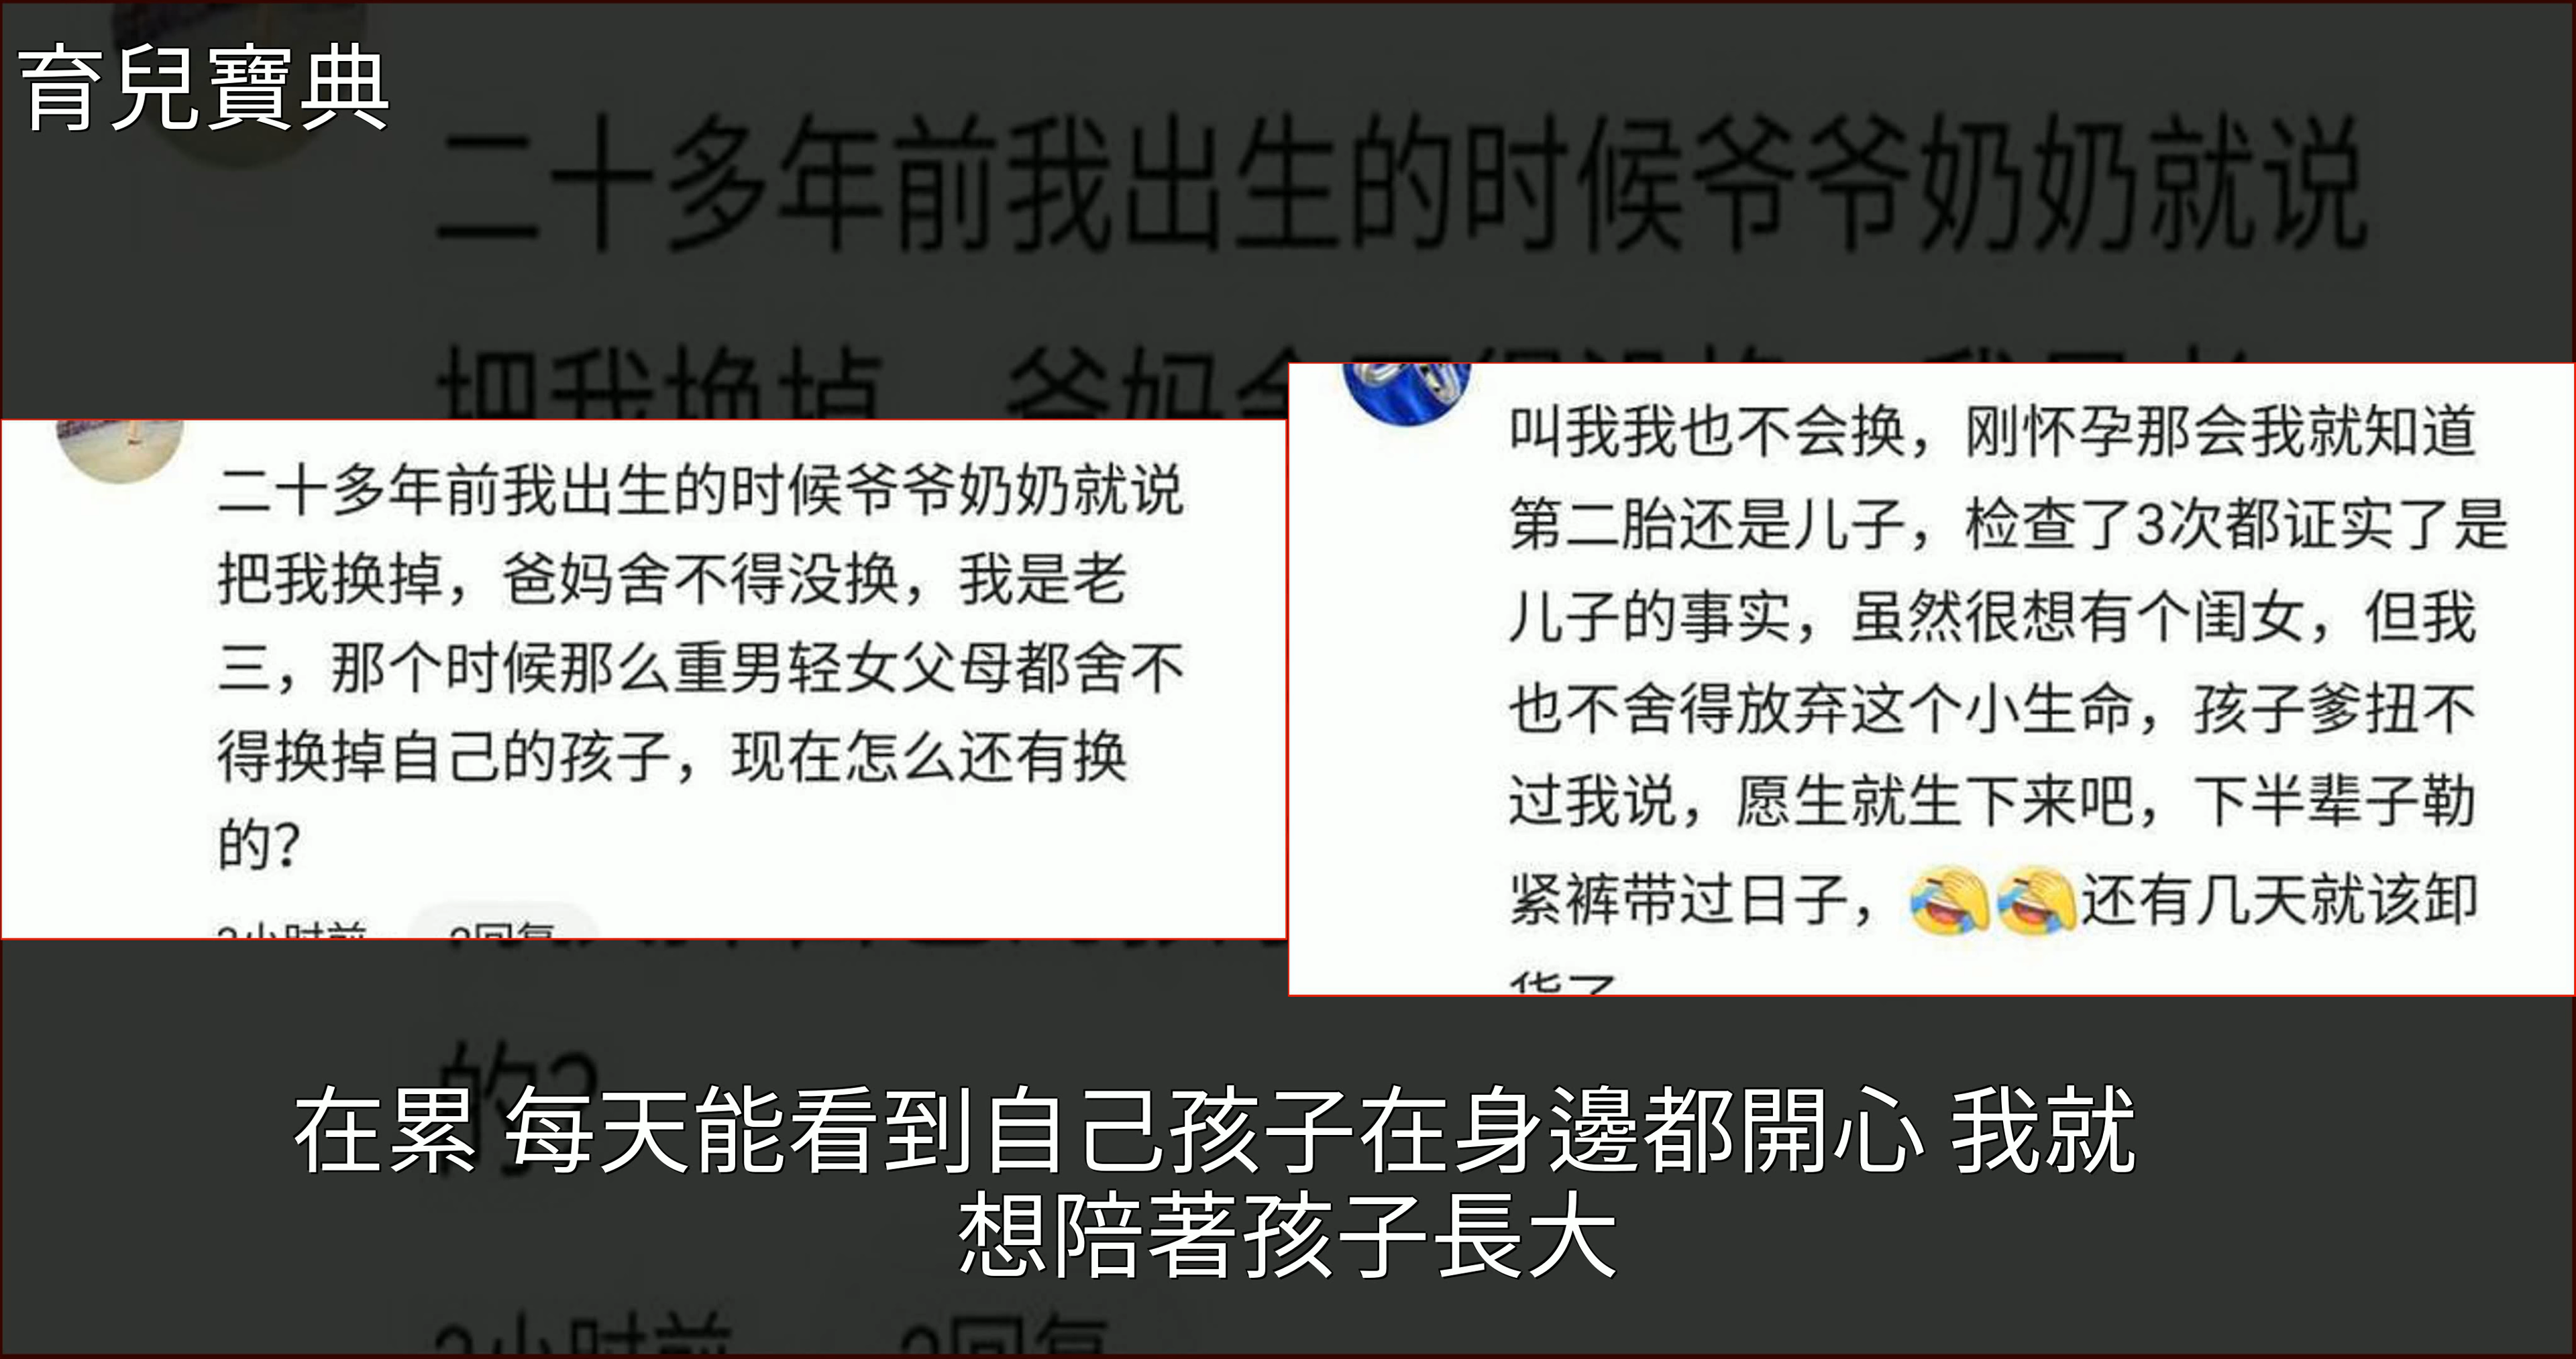 育兒寶典
二十多年前我出生的时候爷爷奶奶就说
二十多年前我出生的时候爷爷奶奶就说
把我换掉，爸妈舍不得没换，我是老
三，那个时候那么重男轻女父母都舍不
得换掉自己的孩子，现在怎么还有换
的？
叫我我也不会换，刚怀孕那会我就知道
第二胎还是儿子，检查了3次都证实了是
儿子的事实，虽然很想有个闺女，但我
也不舍得放弃这个小生命，孩子爹扭不
过我说，愿生就生下来吧，下半辈子勒
紧裤带过日子，🤣🤣还有几天就该卸
的？
在累 每天能看到自己孩子在身邊都開心 我就
想陪著孩子長大